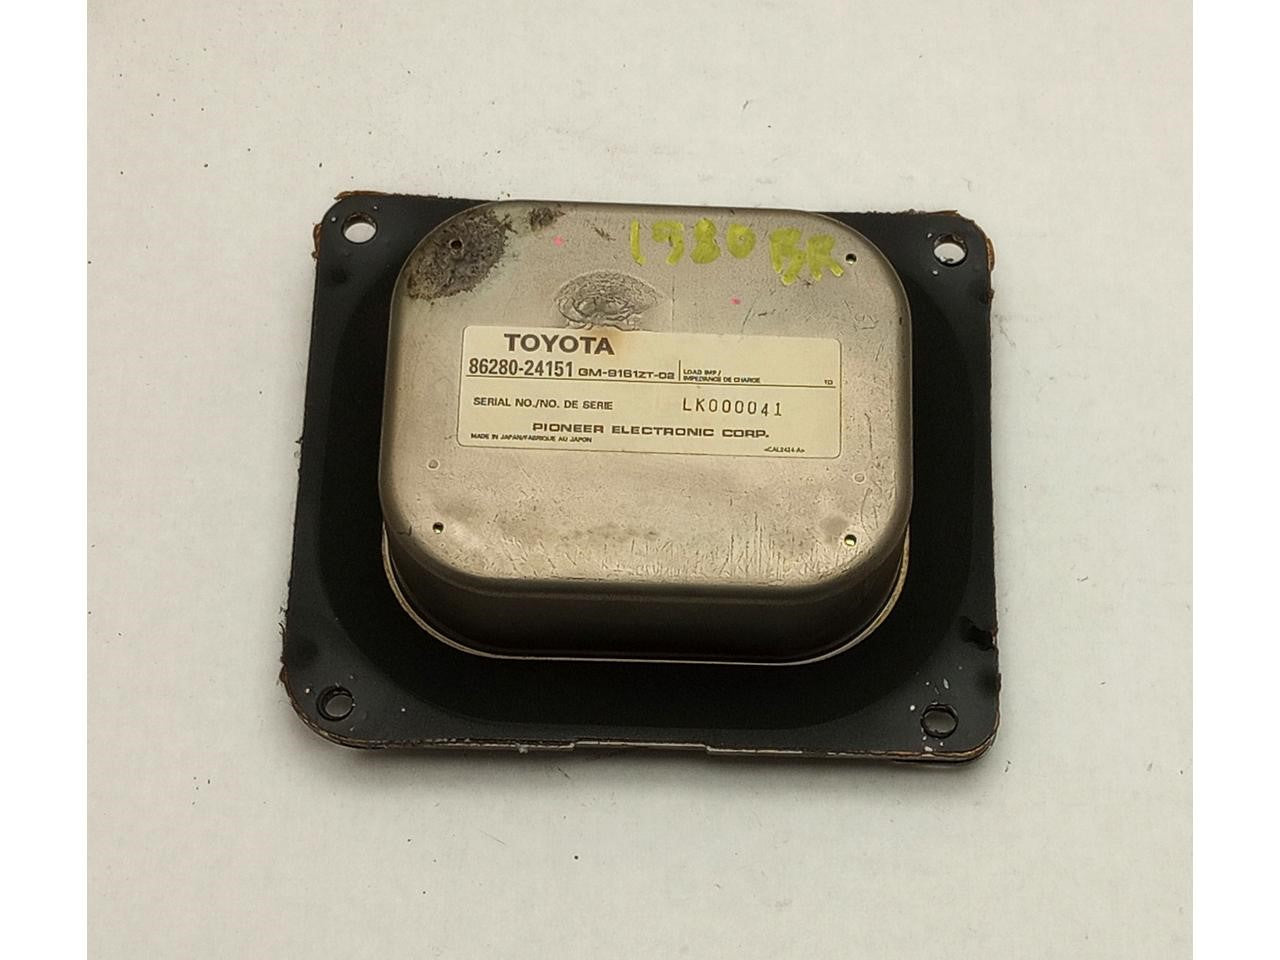 1980 BR
TOYOTA
86280-24151 GM-9161ZT-02 LOAD IMP./
IMPEDANCE DE CHARGE
SERIAL NO./NO. DE SERIE LK000041
PIONEER ELECTRONIC CORP.
MADE IN JAPAN/FABRIQUE AU JAPON